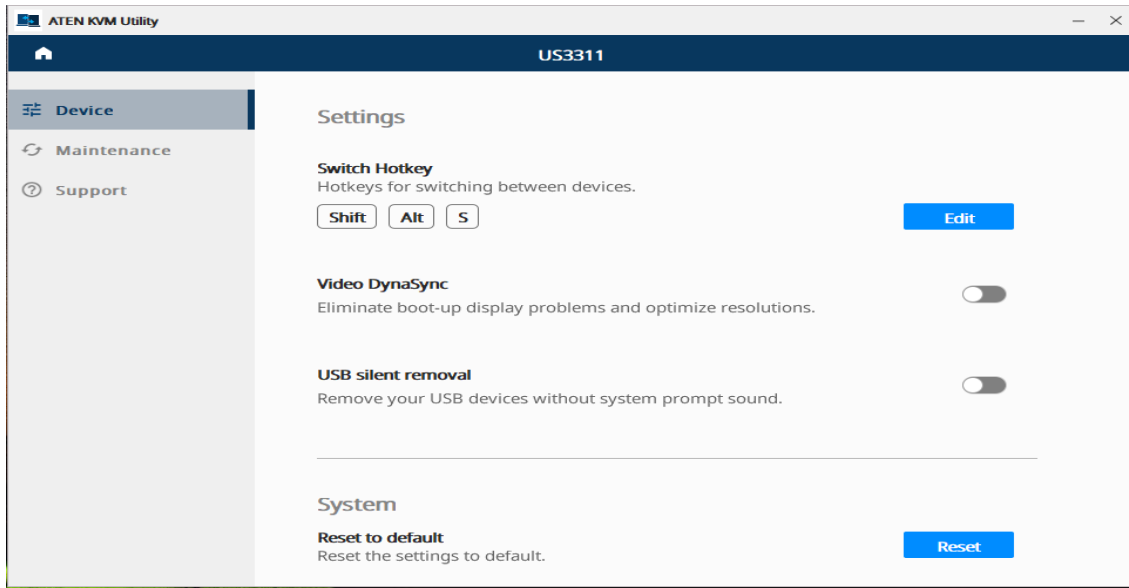 ATEN KVM Utility
US3311
Device
Maintenance
Support
Settings
Switch Hotkey
Hotkeys for switching between devices.
Shift Alt S
Edit
Video DynaSync
Eliminate boot-up display problems and optimize resolutions.
USB silent removal
Remove your USB devices without system prompt sound.
System
Reset to default
Reset the settings to default.
Reset